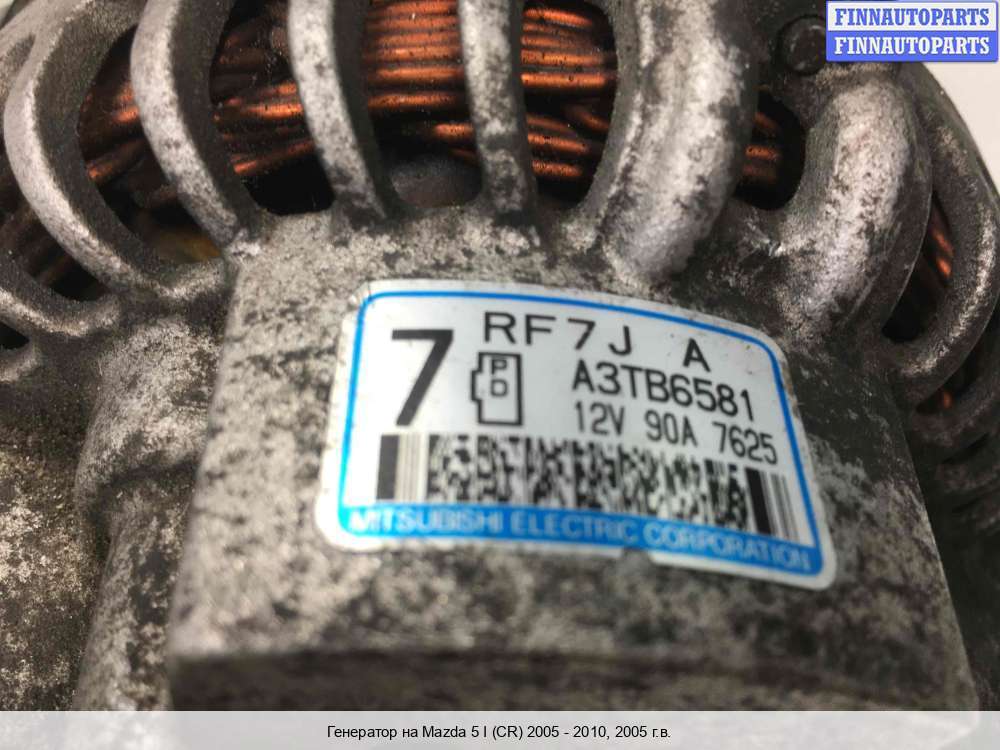 FINNAUTOPARTS
FINNAUTOPARTS
7
RF7J A
P
D
A3TB6581
12V 90A 7625
MITSUBISHI ELECTRIC CORPORATION
Генератор на Mazda 5 I (CR) 2005 - 2010, 2005 г.в.